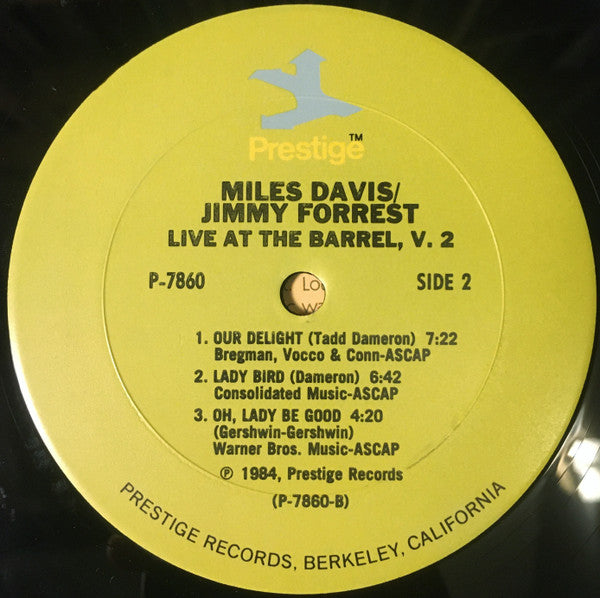 Prestige™
MILES DAVIS/
JIMMY FORREST
LIVE AT THE BARREL, V. 2
P-7860 SIDE 2
Lo
wa
1. OUR DELIGHT (Tadd Dameron) 7:22
Bregman, Vocco & Conn-ASCAP
2. LADY BIRD (Dameron) 6:42
Consolidated Music-ASCAP
3. OH, LADY BE GOOD 4:20
(Gershwin-Gershwin)
Warner Bros. Music-ASCAP
℗ 1984, Prestige Records
(P-7860-B)
PRESTIGE RECORDS, BERKELEY, CALIFORNIA